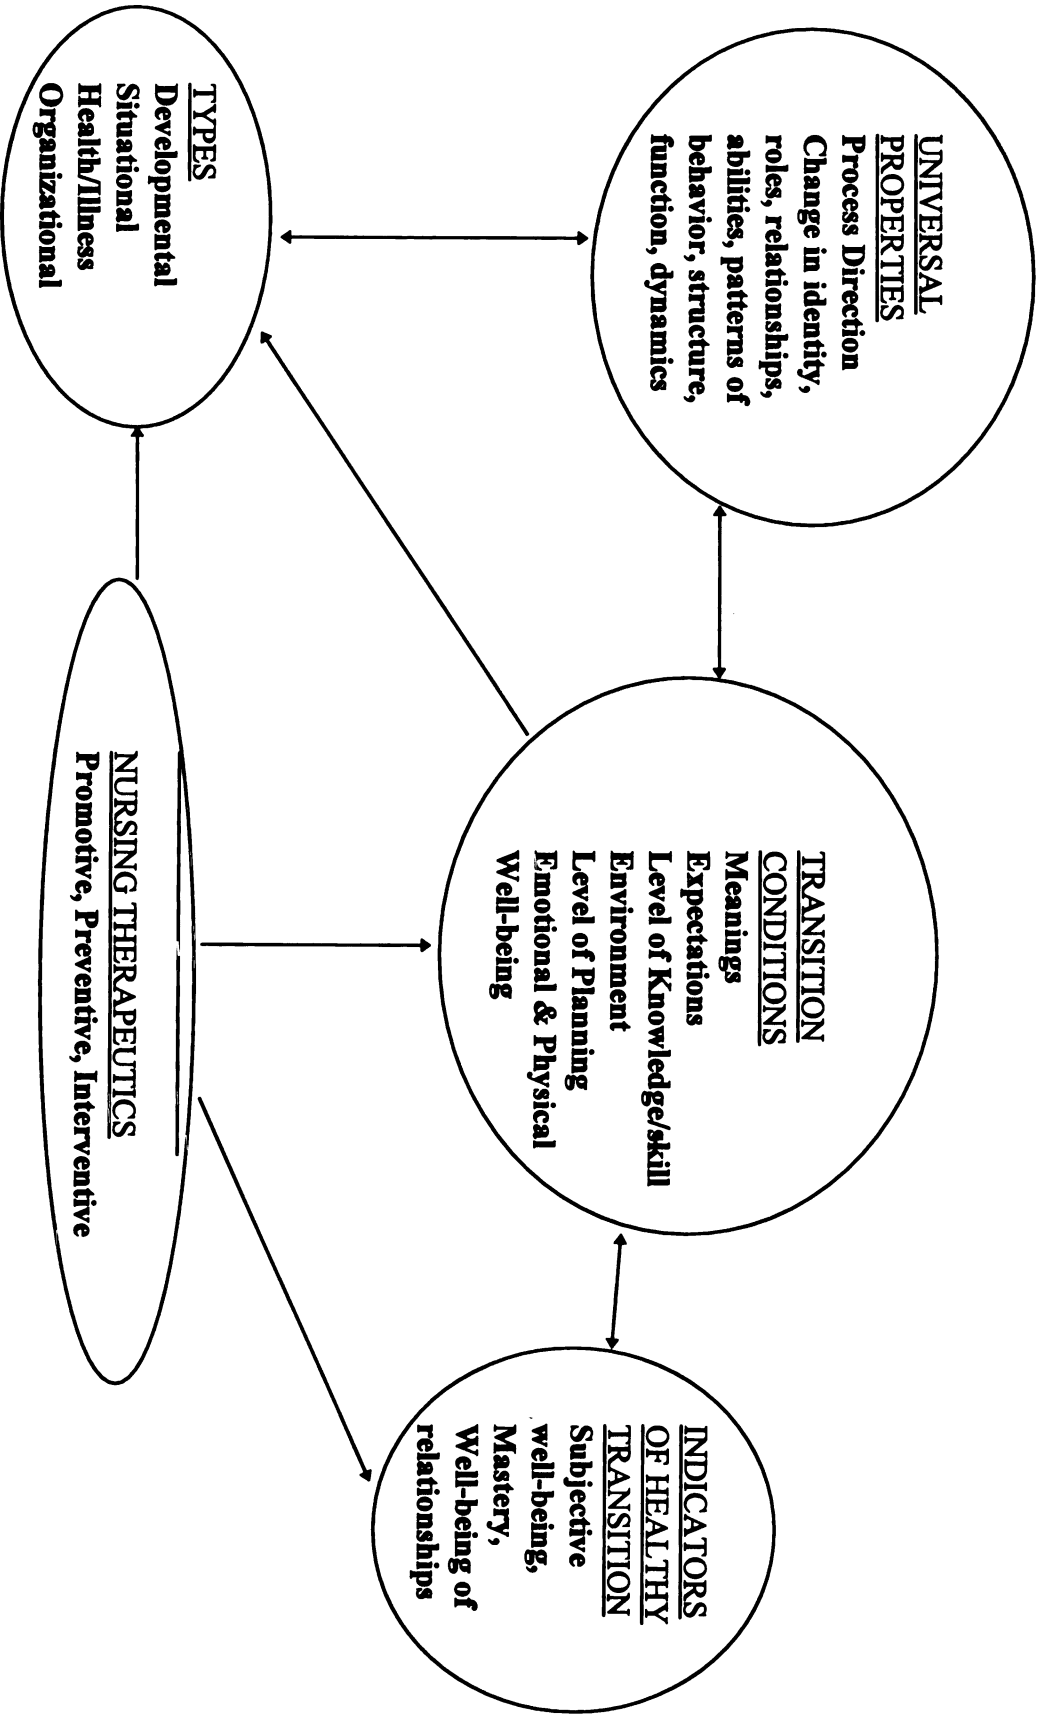 UNIVERSAL
PROPERTIES
Process Direction
Change in identity,
roles, relationships,
abilities, patterns of
behavior, structure,
function, dynamics
TRANSITION
CONDITIONS
Meanings
Expectations
Level of Knowledge/skill
Environment
Level of Planning
Emotional & Physical
Well-being
INDICATORS
OF HEALTHY
TRANSITION
Subjective
well-being,
Mastery,
Well-being of
relationships
TYPES
Developmental
Situational
Health/Illness
Organizational
NURSING THERAPEUTICS
Promotive, Preventive, Interventive